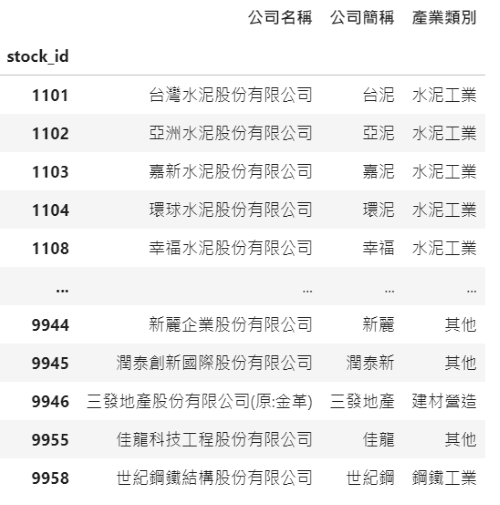 公司名稱 公司簡稱 產業類別
stock_id
1101 台灣水泥股份有限公司 台泥 水泥工業
1102 亞洲水泥股份有限公司 亞泥 水泥工業
1103 嘉新水泥股份有限公司 嘉泥 水泥工業
1104 環球水泥股份有限公司 環泥 水泥工業
1108 幸福水泥股份有限公司 幸福 水泥工業
... ... ... ...
9944 新麗企業股份有限公司 新麗 其他
9945 潤泰創新國際股份有限公司 潤泰新 其他
9946 三發地產股份有限公司(原:金革) 三發地產 建材營造
9955 佳龍科技工程股份有限公司 佳龍 其他
9958 世紀鋼鐵結構股份有限公司 世紀鋼 鋼鐵工業